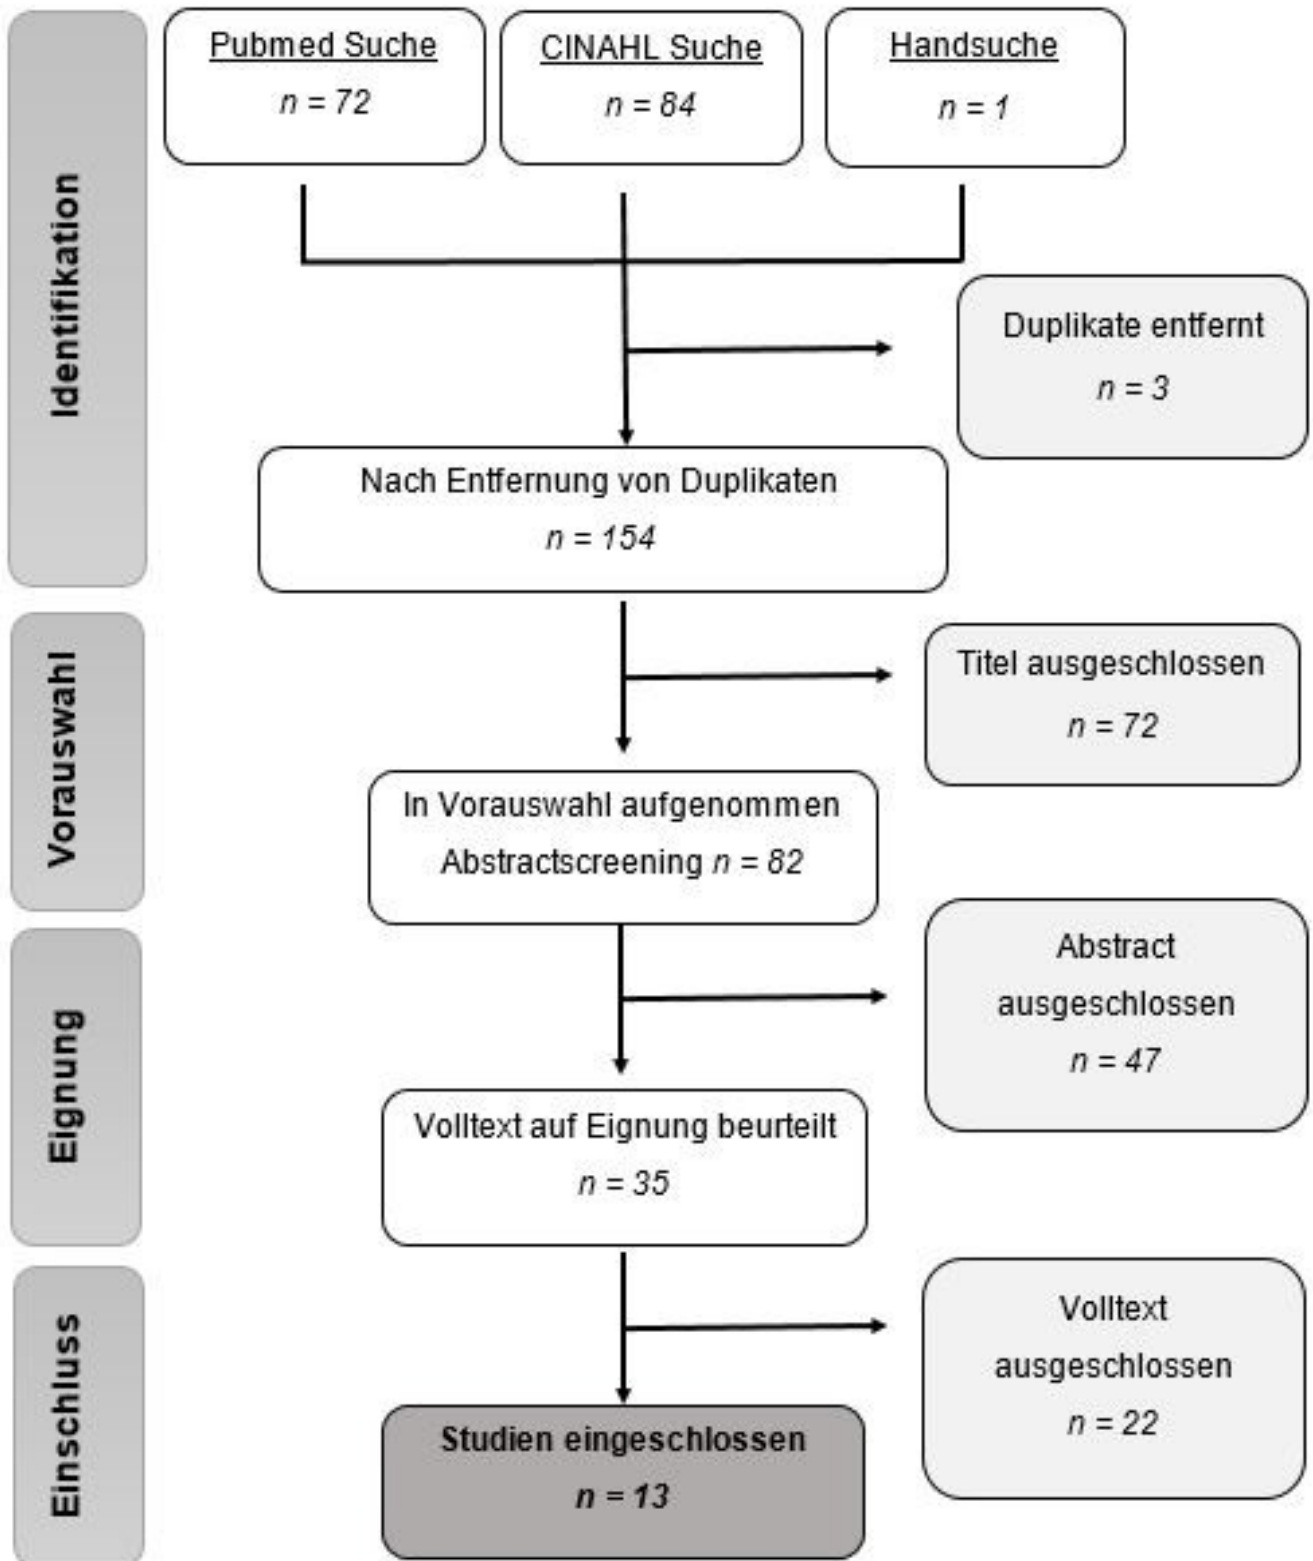 Identifikation
Pubmed Suche
n = 72
CINAHL Suche
n = 84
Handsuche
n = 1
Duplikate entfernt
n = 3
Nach Entfernung von Duplikaten
n = 154
Vorauswahl
Titel ausgeschlossen
n = 72
In Vorauswahl aufgenommen
Abstractscreening n = 82
Eignung
Abstract
ausgeschlossen
n = 47
Volltext auf Eignung beurteilt
n = 35
Einschluss
Volltext
ausgeschlossen
n = 22
Studien eingeschlossen
n = 13